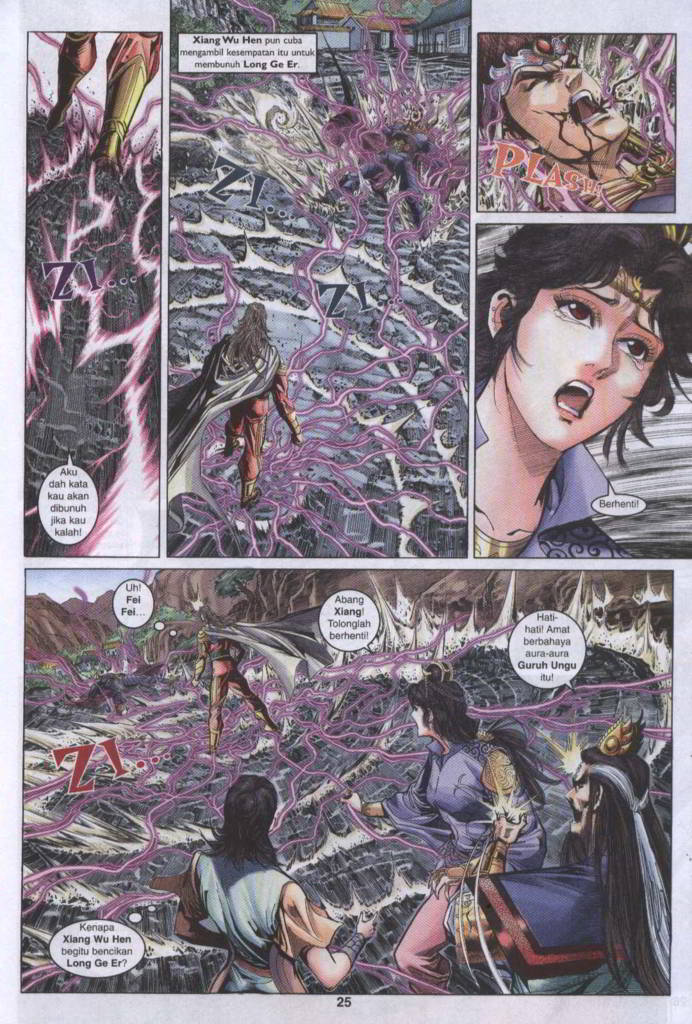 Xiang Wu Hen pun cuba
mengambil kesempatan itu untuk
membunuh Long Ge Er.
ZI...
ZI...
ZI...
Aku
dah kata
kau akan
dibunuh
jika kau
kalah!
PLASH!
Berhenti!
Uh!
Fei
Fei...
Abang
Xiang!
Tolonglah
berhenti!
Hati-
hati! Amat
berbahaya
aura-aura
Guruh Ungu
itu!
ZI...
Kenapa
Xiang Wu Hen
begitu bencikan
Long Ge Er?
25